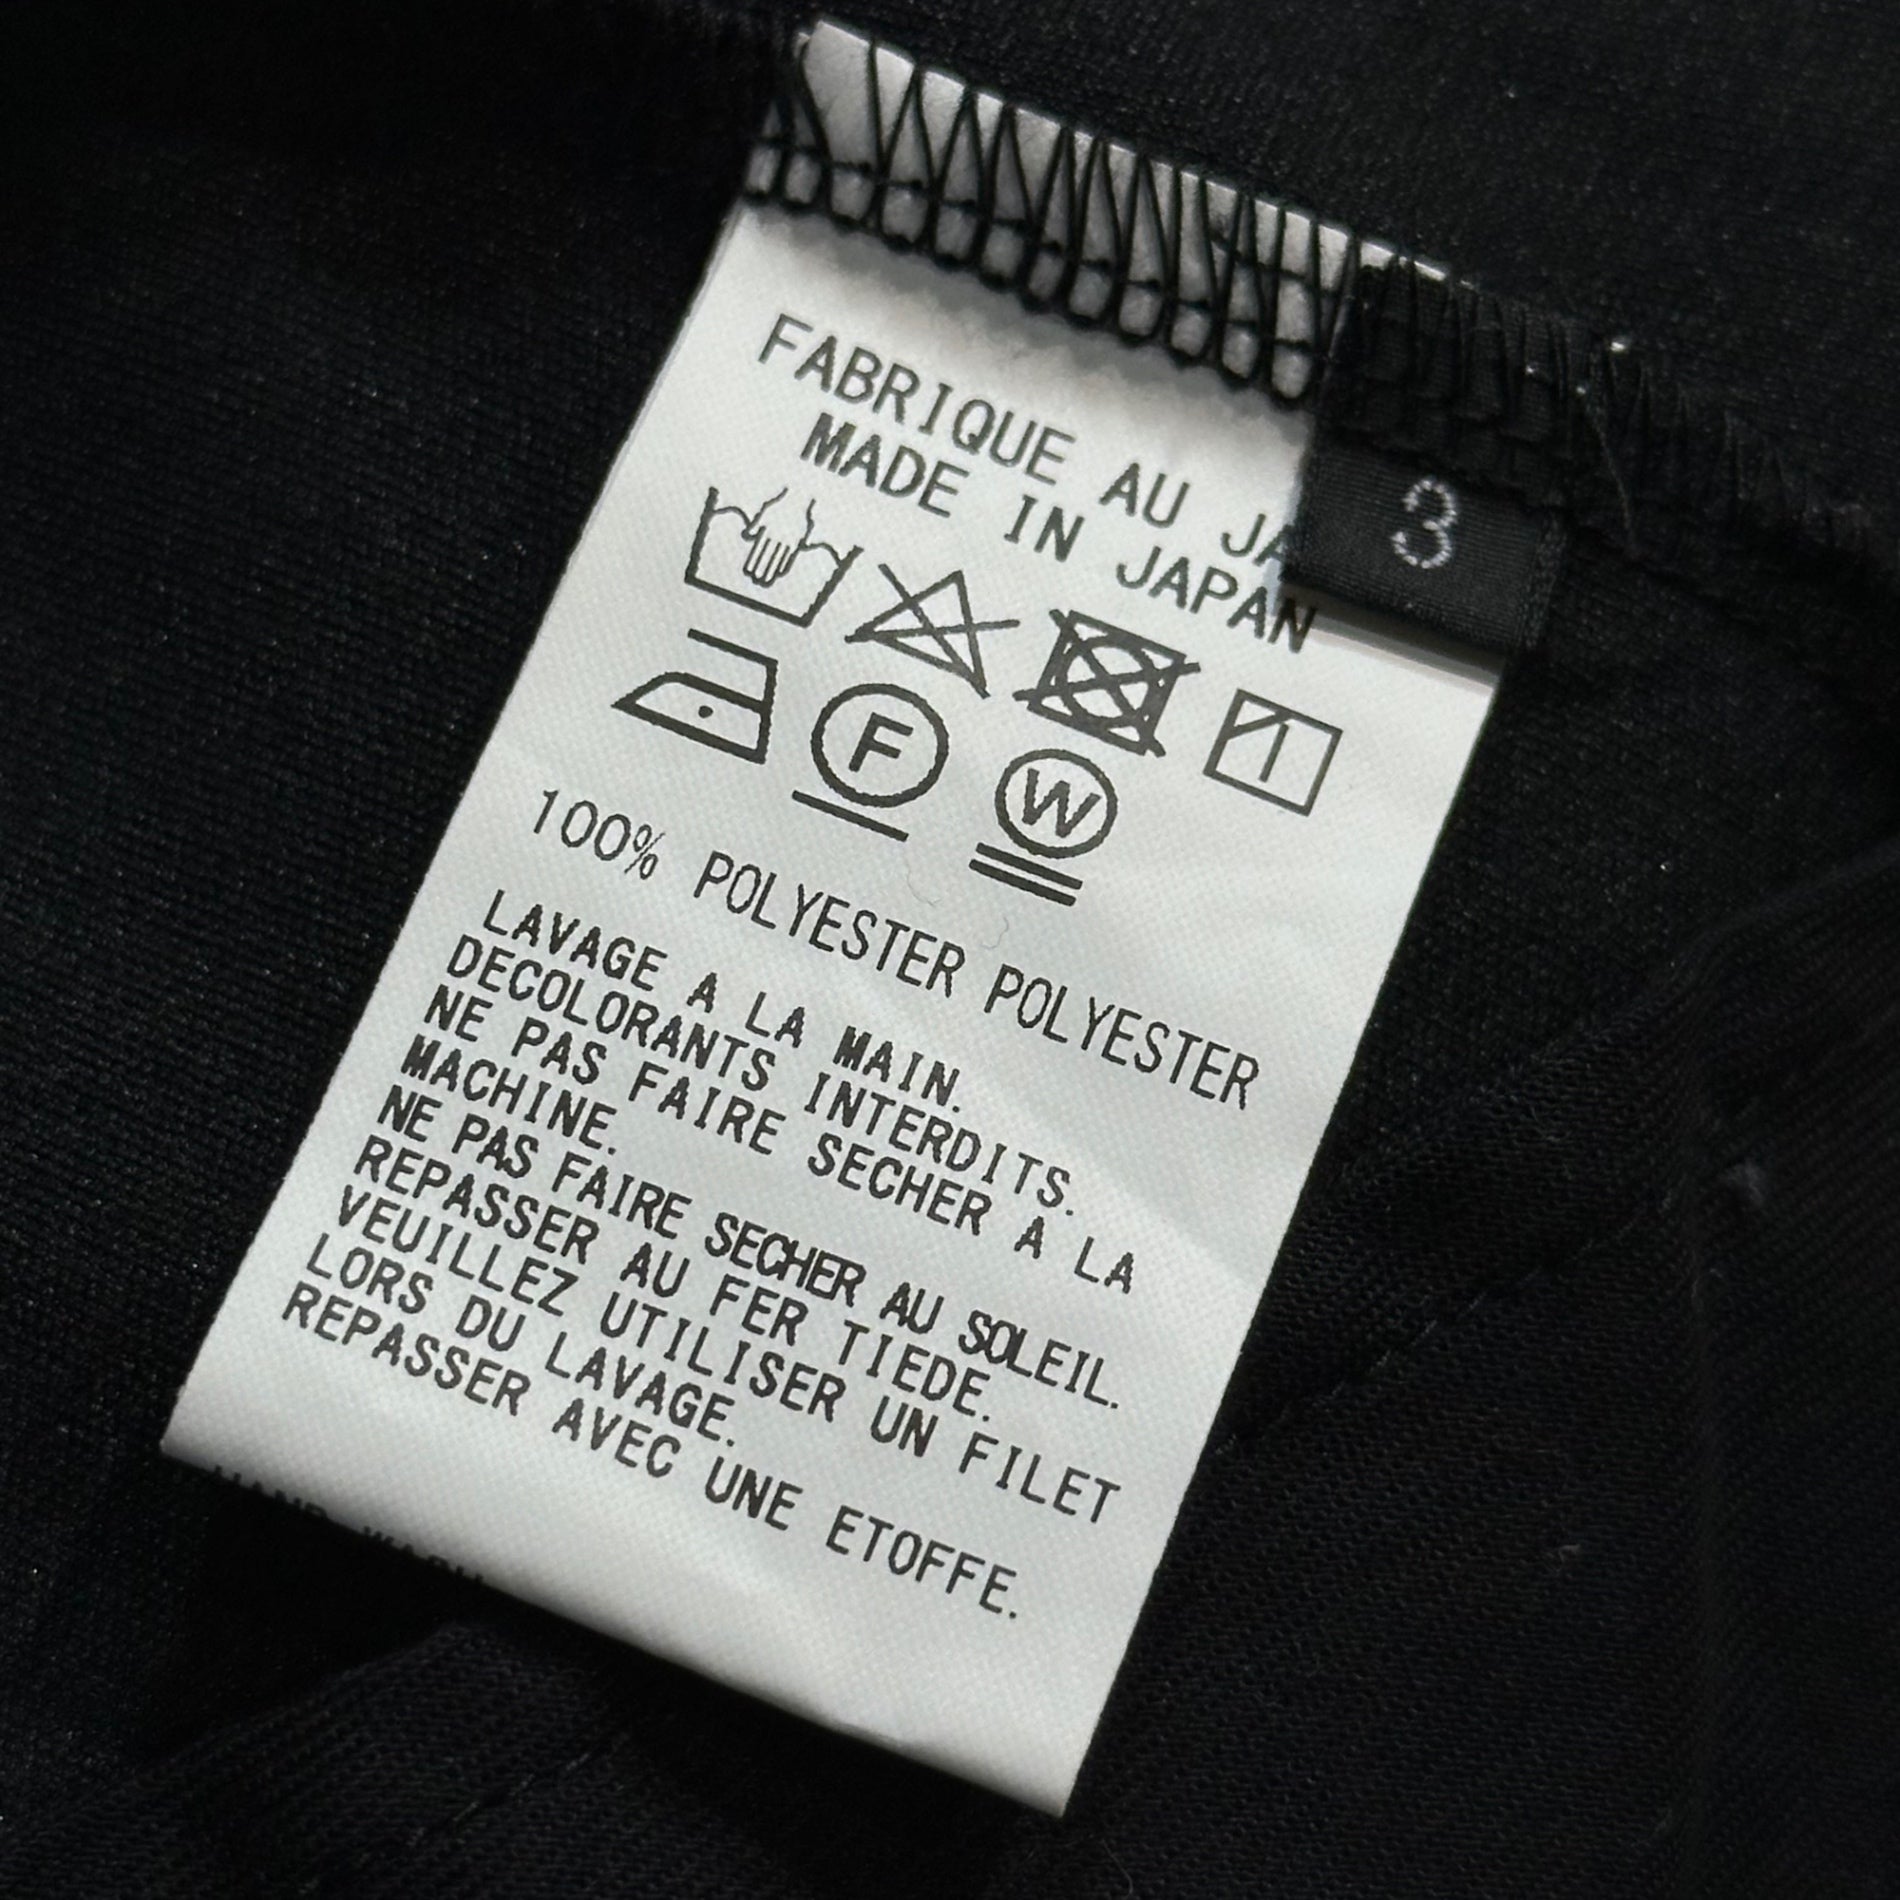 FABRIQUE AU JA
MADE IN JAPAN
3
F
W
100% POLYESTER POLYESTER
LAVAGE A LA MAIN.
DECOLORANTS INTERDITS.
NE PAS FAIRE SECHER A LA
MACHINE.
NE PAS FAIRE SECHER AU SOLEIL.
REPASSER AU FER TIEDE.
VEUILLEZ UTILISER UN FILET
LORS DU LAVAGE.
REPASSER AVEC UNE ETOFFE.
HAND WASH